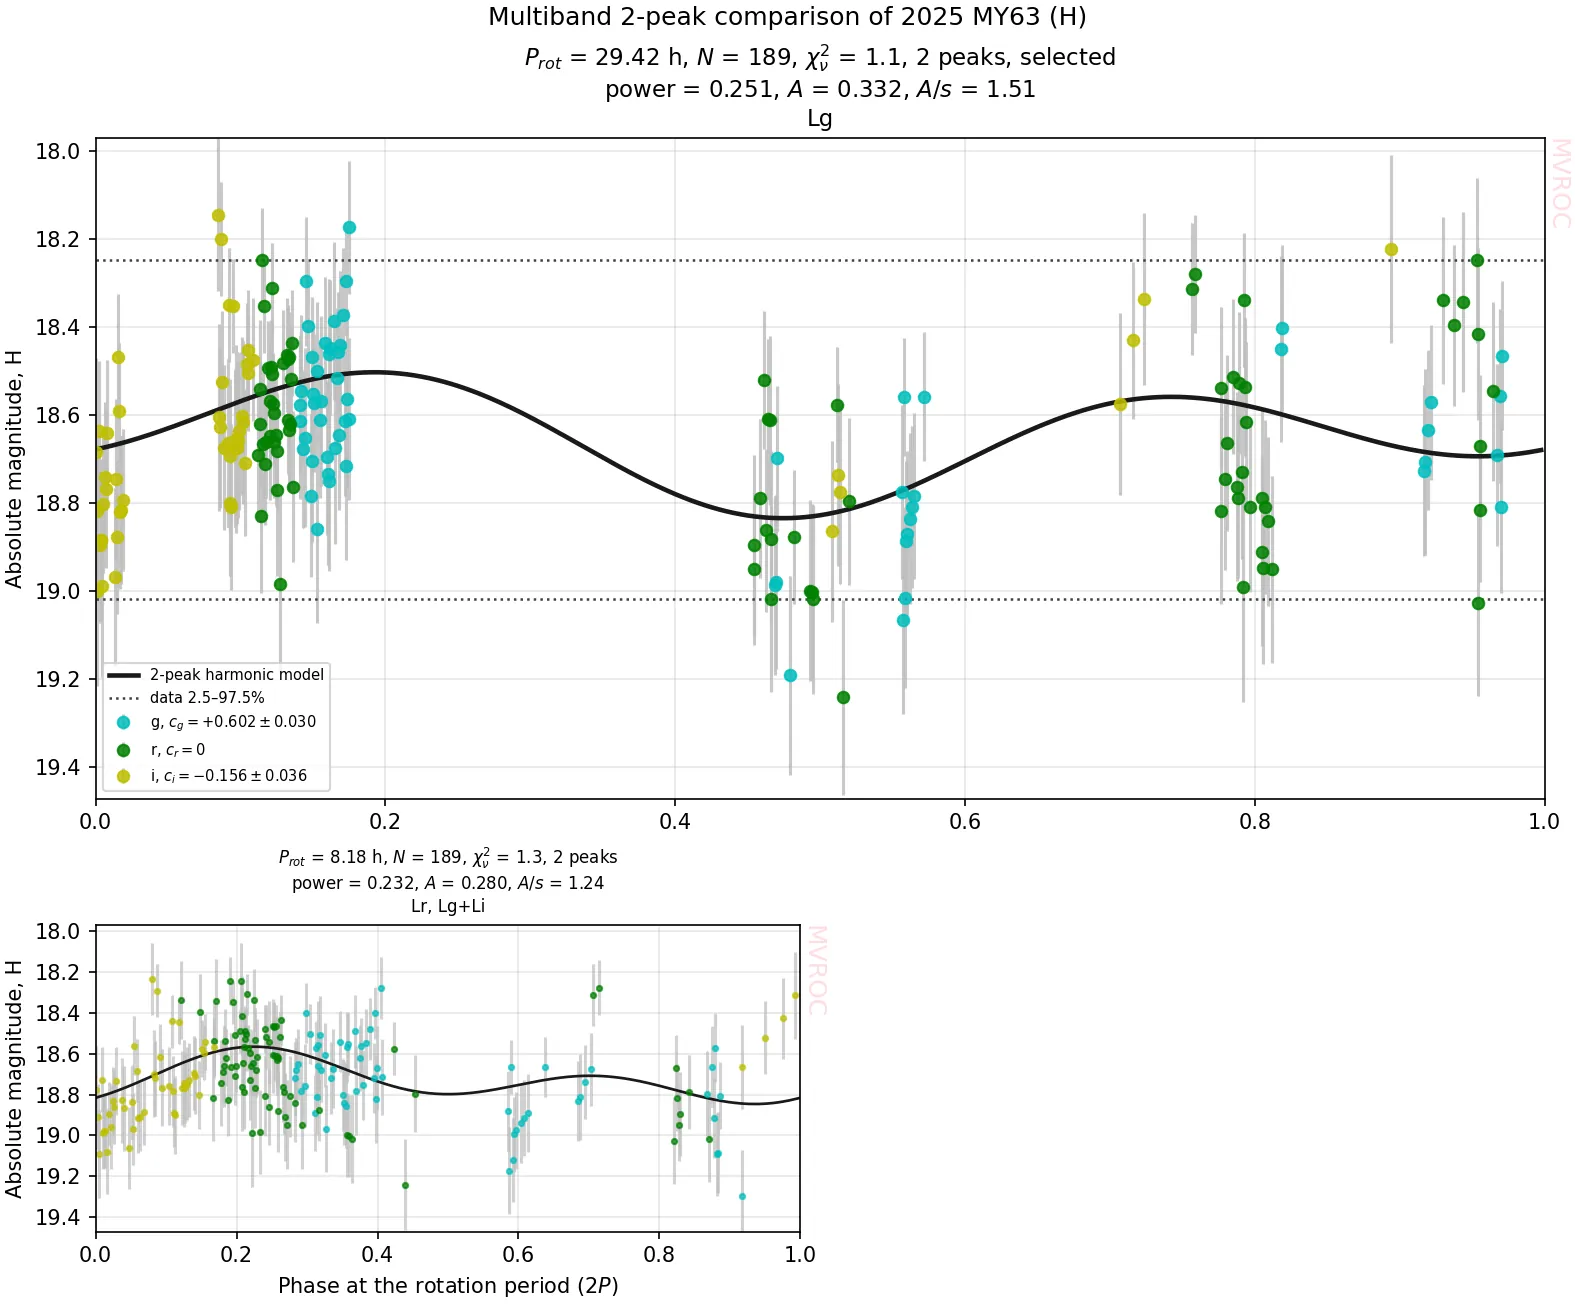 Multiband 2-peak comparison of 2025 MY63 (H)
P_rot = 29.42 h, N = 189, χ²_ν = 1.1, 2 peaks, selected
power = 0.251, A = 0.332, A/s = 1.51
Lg
MVROC
Absolute magnitude, H
18.0
18.2
18.4
18.6
18.8
19.0
19.2
19.4
2-peak harmonic model
data 2.5–97.5%
g, c_g = +0.602 ± 0.030
r, c_r = 0
i, c_i = −0.156 ± 0.036
0.0 0.2 0.4 0.6 0.8 1.0
P_rot = 8.18 h, N = 189, χ²_ν = 1.3, 2 peaks
power = 0.232, A = 0.280, A/s = 1.24
Lr, Lg+Li
MVROC
Absolute magnitude, H
18.0
18.2
18.4
18.6
18.8
19.0
19.2
19.4
0.0 0.2 0.4 0.6 0.8 1.0
Phase at the rotation period (2P)